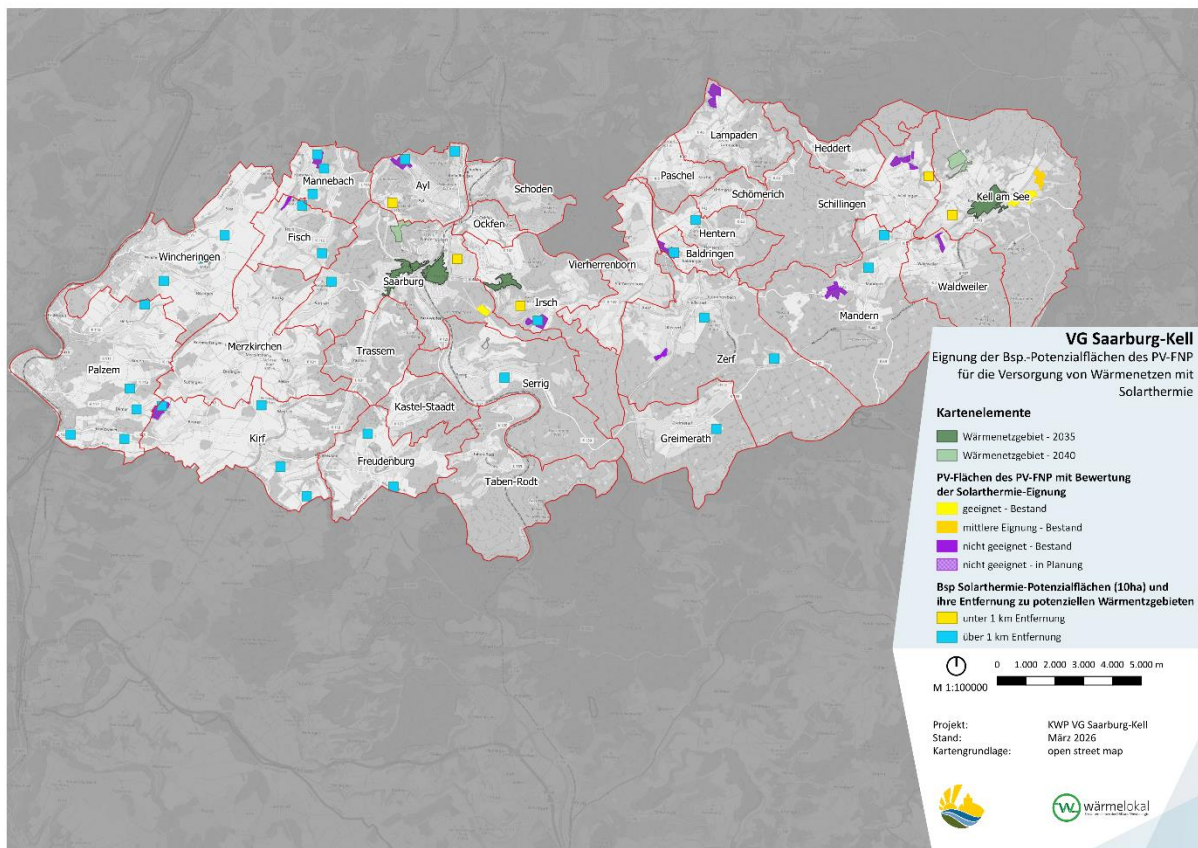 Lampaden
Heddert
Mannebach
Ayl
Schoden
Paschel
Schömerich
Schillingen
Kell am See
Ockfen
Hentern
Fisch
Baldringen
Wincheringen
Vierherrenborn
Saarburg
Waldweiler
Irsch
Mandern
Merzkirchen
Trassem
Zerf
Palzem
Serrig
Kastel-Staadt
Kirf
Greimerath
Freudenburg
Taben-Rodt
VG Saarburg-Kell
Eignung der Bsp.-Potenzialflächen des PV-FNP
für die Versorgung von Wärmenetzen mit
Solarthermie
Kartenelemente
Wärmenetzgebiet - 2035
Wärmenetzgebiet - 2040
PV-Flächen des PV-FNP mit Bewertung
der Solarthermie-Eignung
geeignet - Bestand
mittlere Eignung - Bestand
nicht geeignet - Bestand
nicht geeignet - in Planung
Bsp Solarthermie-Potenzialflächen (10ha) und
ihre Entfernung zu potenziellen Wärmentzgebieten
unter 1 km Entfernung
über 1 km Entfernung
0 1.000 2.000 3.000 4.000 5.000 m
M 1:100000
Projekt: KWP VG Saarburg-Kell
Stand: März 2026
Kartengrundlage: open street map
wärmelokal